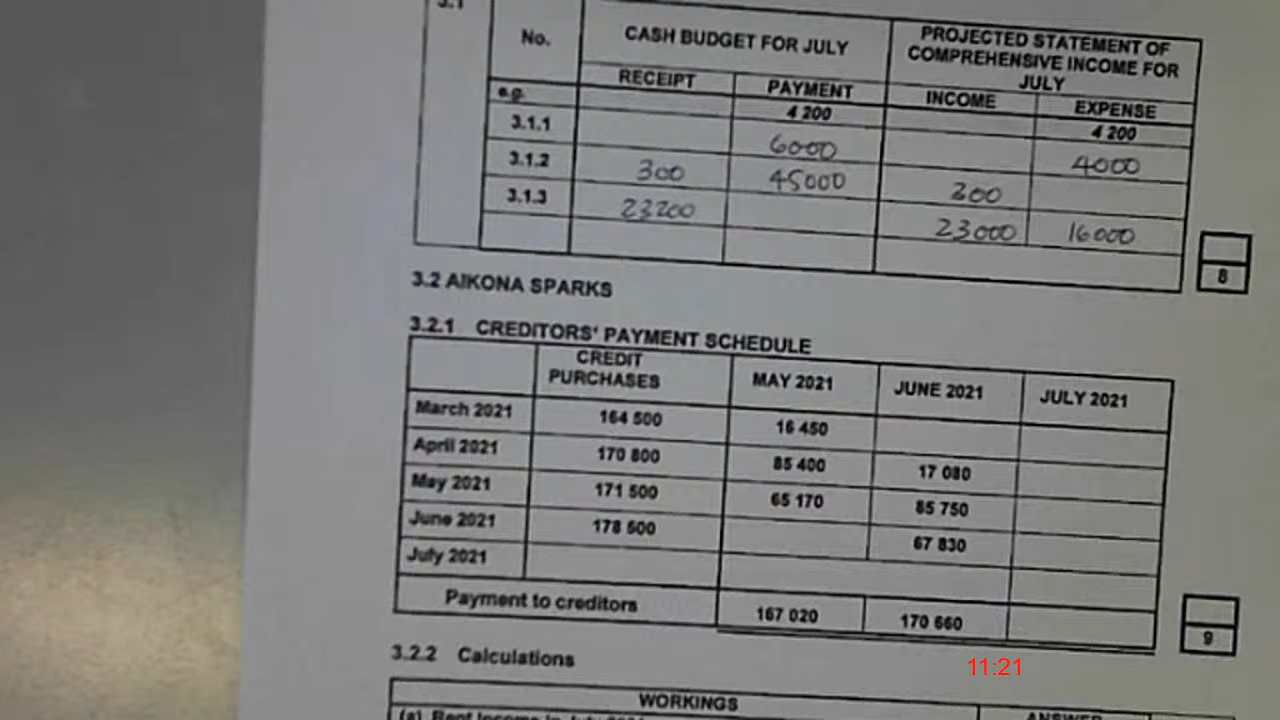 3.1
No.
CASH BUDGET FOR JULY
PROJECTED STATEMENT OF COMPREHENSIVE INCOME FOR JULY
RECEIPT PAYMENT INCOME EXPENSE
e.g. 4 200 4 200
3.1.1 6000 4000
3.1.2 300 45000 300
3.1.3 23200 23000 16000
8
3.2 AIKONA SPARKS
3.2.1 CREDITORS' PAYMENT SCHEDULE
CREDIT PURCHASES MAY 2021 JUNE 2021 JULY 2021
March 2021 164 500 16 450
April 2021 170 800 85 400 17 080
May 2021 171 500 65 170 85 750
June 2021 178 500 67 830
July 2021
Payment to creditors 167 020 170 660
9
3.2.2 Calculations
11:21
WORKINGS ANSWER
(a) Rent Income in July